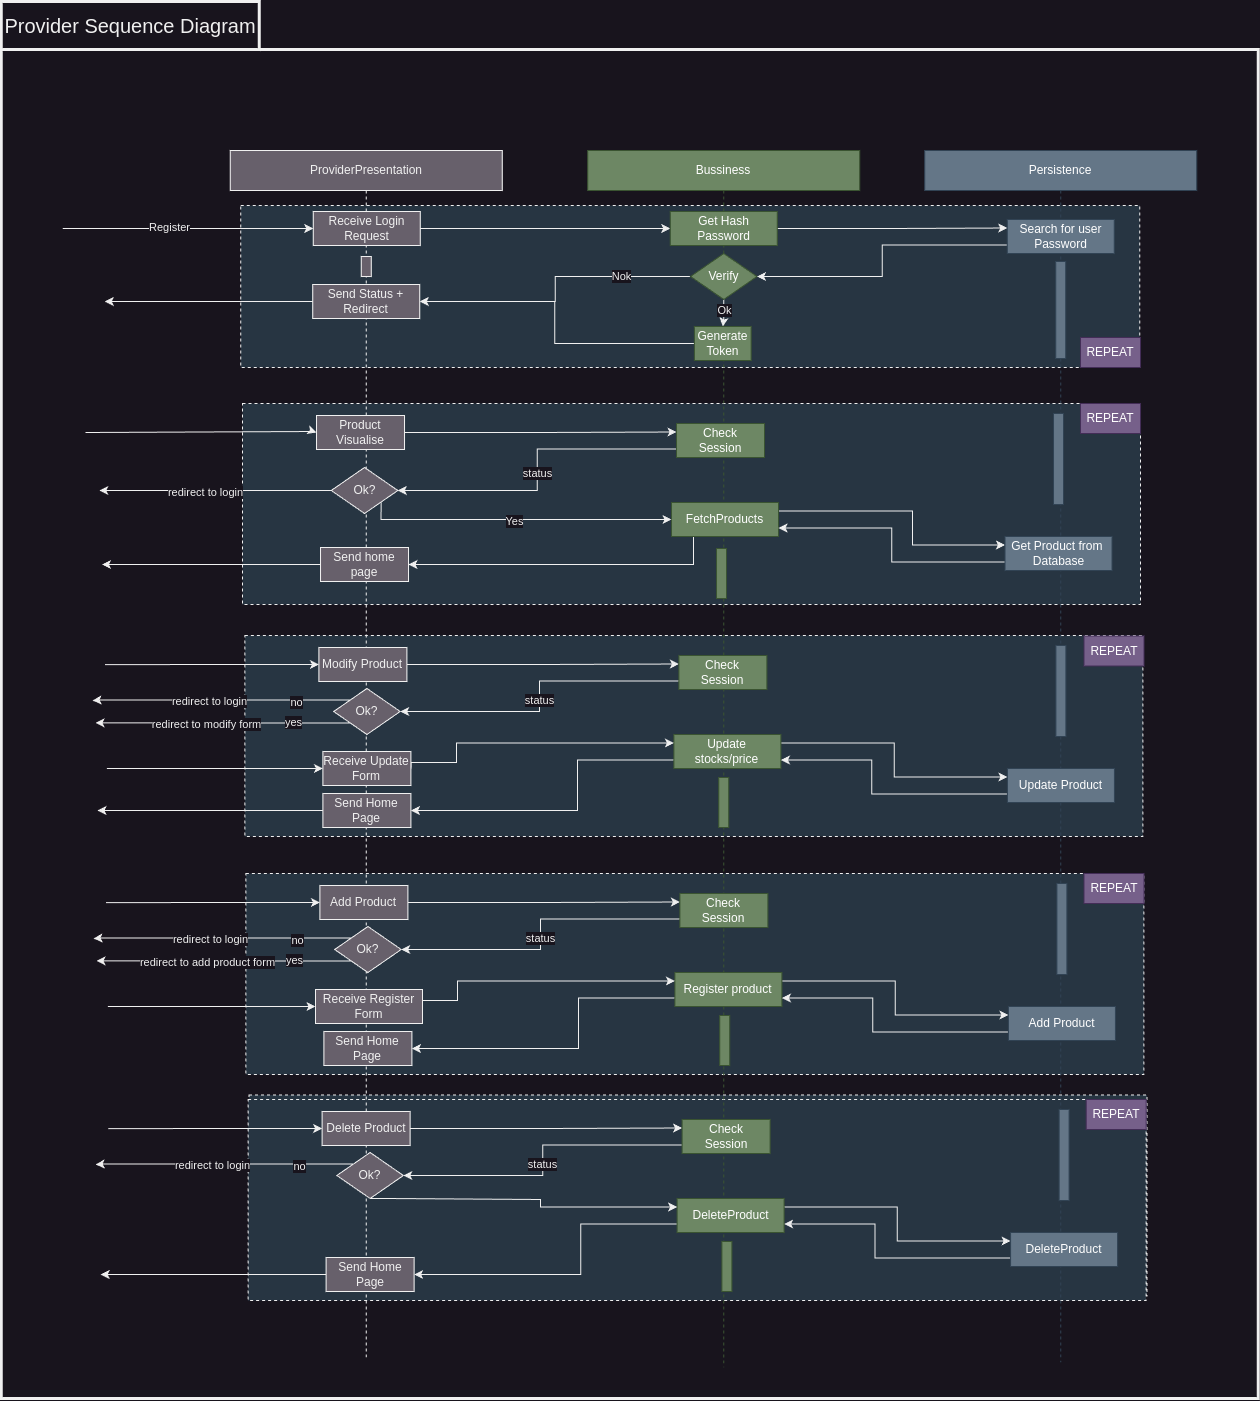 Provider Sequence Diagram
ProviderPresentation
Bussiness
Persistence
Register
Receive Login
Request
Get Hash
Password
Search for user
Password
Nok
Verify
Send Status +
Redirect
Ok
Generate
Token
REPEAT
REPEAT
Product
Visualise
Check
Session
status
redirect to login
Ok?
Yes
FetchProducts
Get Product from
Database
Send home
page
REPEAT
Modify Product
Check
Session
redirect to login
no
status
Ok?
redirect to modify form
yes
Receive Update
Form
Update
stocks/price
Update Product
Send Home
Page
REPEAT
Add Product
Check
Session
redirect to login
no
status
Ok?
redirect to add product form
yes
Receive Register
Form
Register product
Add Product
Send Home
Page
REPEAT
Delete Product
Check
Session
redirect to login
no
status
Ok?
DeleteProduct
DeleteProduct
Send Home
Page